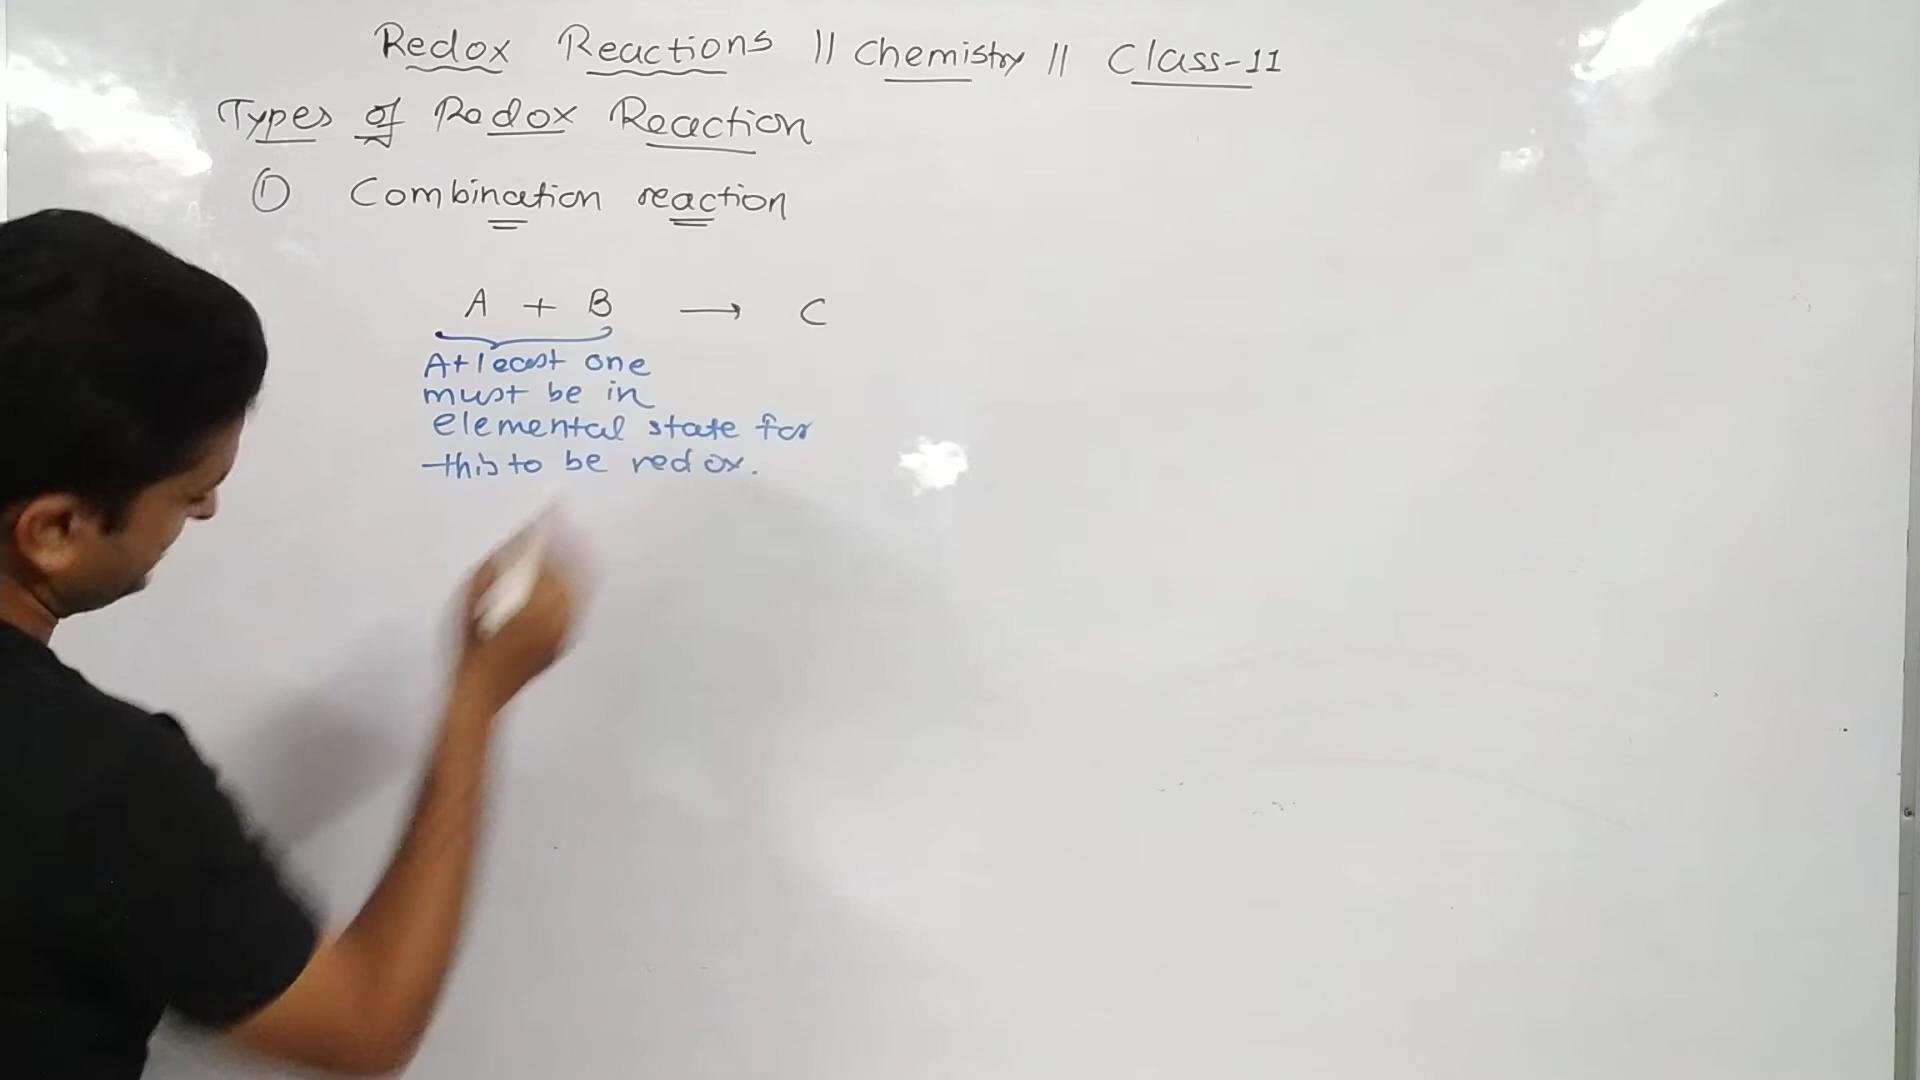 Redox Reactions || Chemistry || Class-11
Types of Redox Reaction
① Combination reaction
A + B → C
Atleast one
must be in
elemental state for
this to be redox.